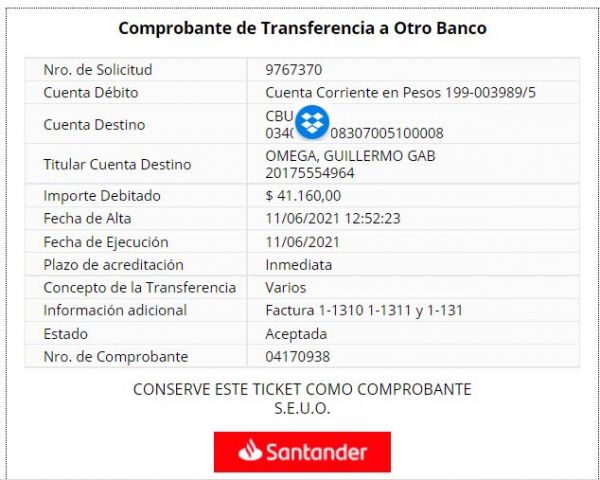 Comprobante de Transferencia a Otro Banco
Nro. de Solicitud 9767370
Cuenta Débito Cuenta Corriente en Pesos 199-003989/5
Cuenta Destino CBU
034 08307005100008
Titular Cuenta Destino OMEGA, GUILLERMO GAB
20175554964
Importe Debitado $ 41.160,00
Fecha de Alta 11/06/2021 12:52:23
Fecha de Ejecución 11/06/2021
Plazo de acreditación Inmediata
Concepto de la Transferencia Varios
Información adicional Factura 1-1310 1-1311 y 1-131
Estado Aceptada
Nro. de Comprobante 04170938
CONSERVE ESTE TICKET COMO COMPROBANTE
S.E.U.O.
Santander